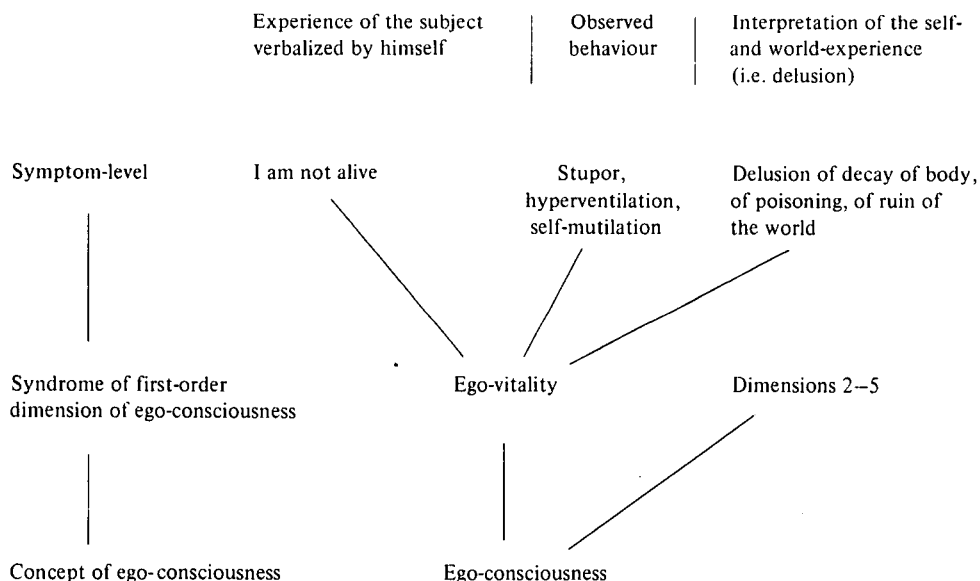 Experience of the subject
verbalized by himself
Observed
behaviour
Interpretation of the self-
and world-experience
(i.e. delusion)
Symptom-level
I am not alive
Stupor,
hyperventilation,
self-mutilation
Delusion of decay of body,
of poisoning, of ruin of
the world
Syndrome of first-order
dimension of ego-consciousness
Ego-vitality
Dimensions 2–5
Concept of ego-consciousness
Ego-consciousness